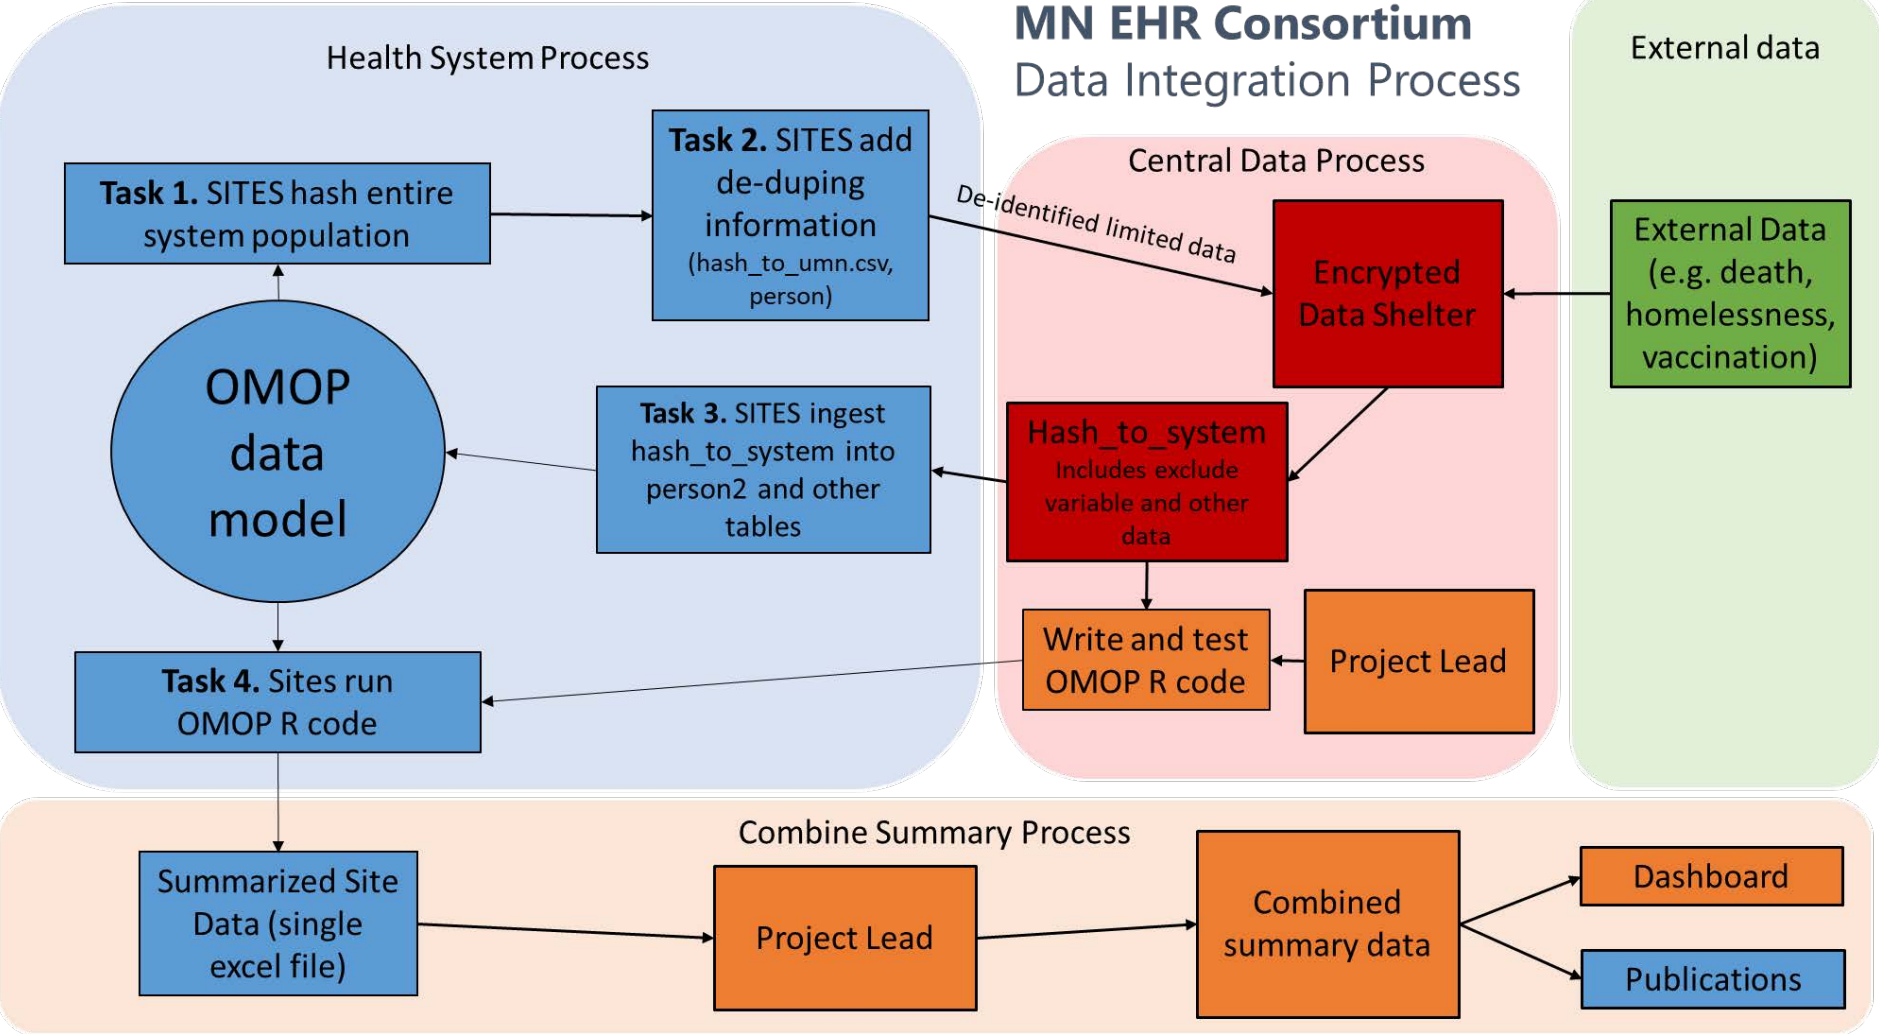 MN EHR Consortium
Data Integration Process
Health System Process
Task 1. SITES hash entire
system population
Task 2. SITES add
de-duping
information
(hash_to_umn.csv,
person)
De-identified limited data
OMOP
data
model
Task 3. SITES ingest
hash_to_system into
person2 and other
tables
Task 4. Sites run
OMOP R code
Central Data Process
Encrypted
Data Shelter
Hash_to_system
Includes exclude
variable and other
data
Write and test
OMOP R code
Project Lead
External data
External Data
(e.g. death,
homelessness,
vaccination)
Combine Summary Process
Summarized Site
Data (single
excel file)
Project Lead
Combined
summary data
Dashboard
Publications